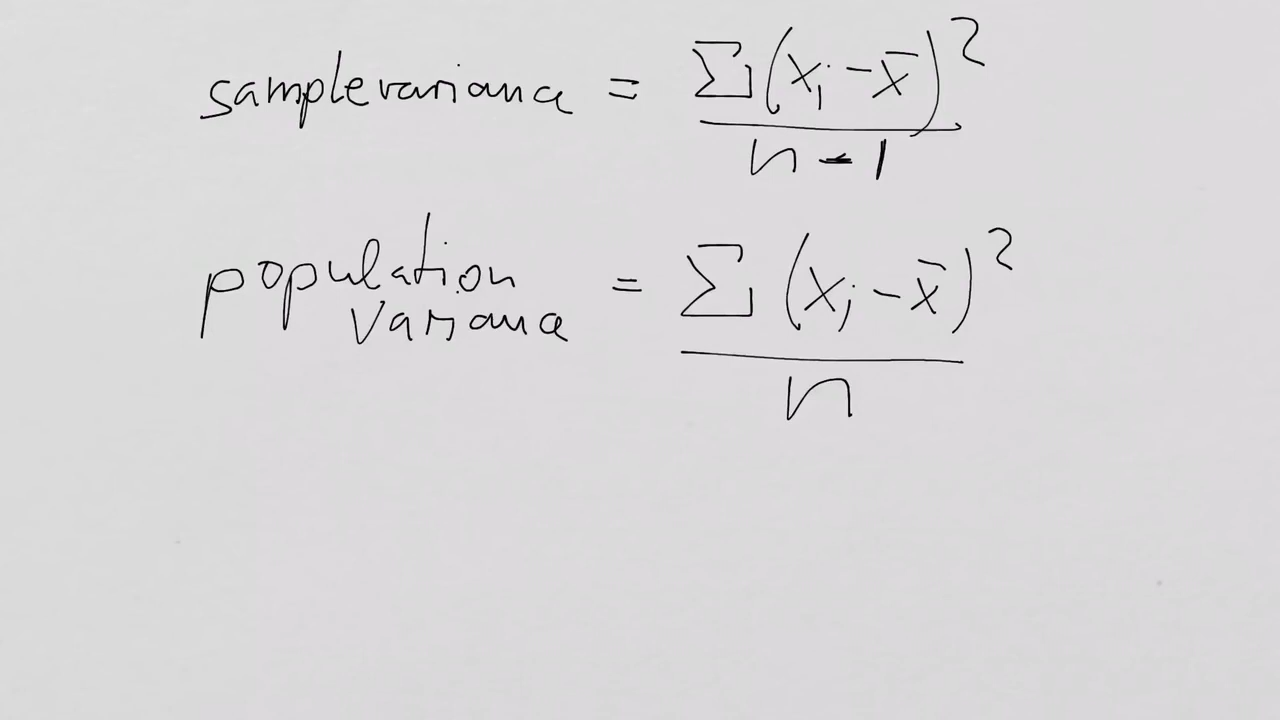 samplevariance = Σ(xi − x̄)²
n − 1
population
variance = Σ (xi − x̄)²
n